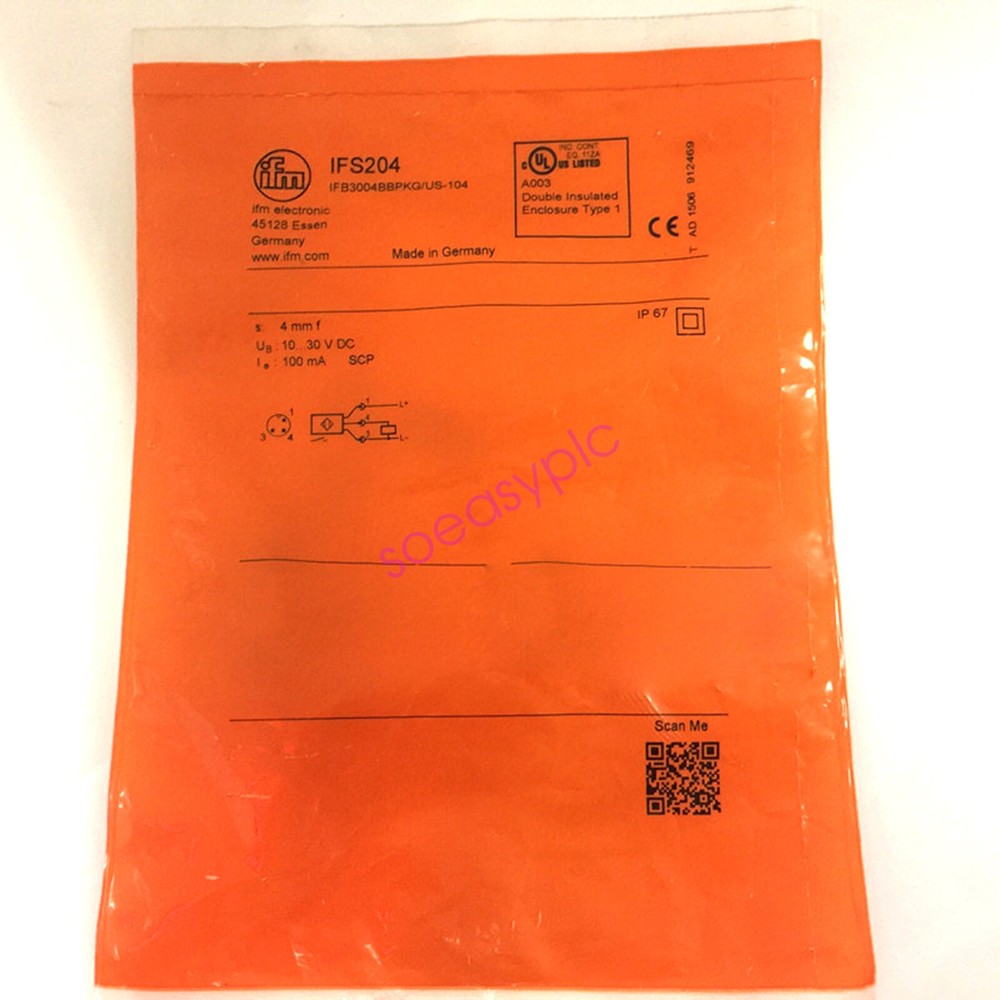 ifm
IFS204
IFB3004BBPKG/US-104
ifm electronic
45128 Essen
Germany
www.ifm.com
Made in Germany
c UL US LISTED
IND. CONT.
EQ. 11ZA
A003
Double Insulated
Enclosure Type 1
CE
T AD 1506 912469
IP 67
s: 4 mm f
UB : 10...30 V DC
Ie : 100 mA SCP
1
3 4
1 L+
4
3 L-
soeasyplc
Scan Me